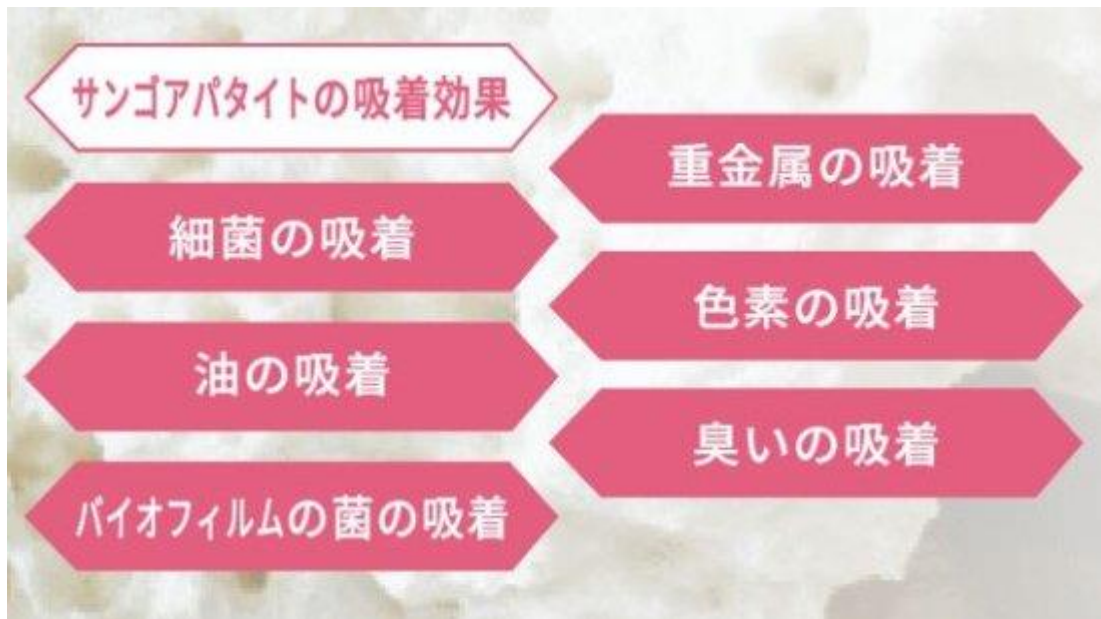 サンゴアパタイトの吸着効果
細菌の吸着
油の吸着
バイオフィルムの菌の吸着
重金属の吸着
色素の吸着
臭いの吸着